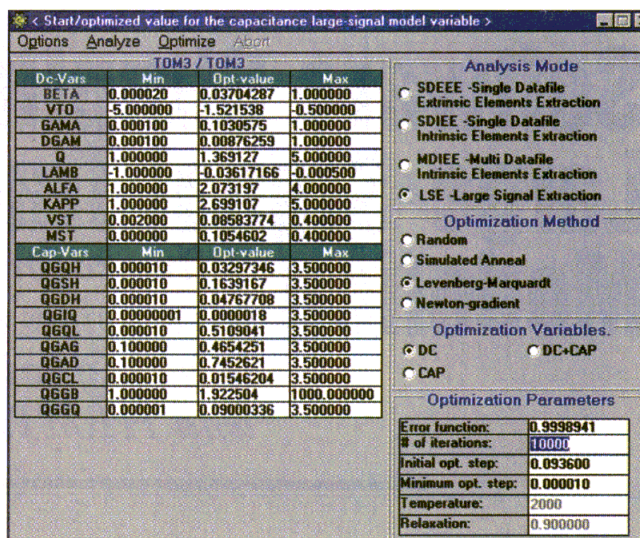 < Start/optimized value for the capacitance large-signal model variable >
Options Analyze Optimize Abort
TOM3 / TOM3
Dc-Vars Min Opt-value Max
BETA 0.000020 0.03704287 1.000000
VTO -5.000000 -1.521538 -0.500000
GAMA 0.000100 0.1030575 1.000000
DGAM 0.000100 0.00876259 1.000000
Q 1.000000 1.369127 5.000000
LAMB -1.000000 -0.03617166 -0.000500
ALFA 1.000000 2.073197 4.000000
KAPP 1.000000 2.699107 5.000000
VST 0.002000 0.08583774 0.400000
MST 0.000000 0.1054602 0.400000
Cap-Vars Min Opt-value Max
QGQH 0.000010 0.03297346 3.500000
QGSH 0.000010 0.1639167 3.500000
QGDH 0.000010 0.04767708 3.500000
QGIQ 0.00000001 0.0000018 3.500000
QGQL 0.000010 0.5109041 3.500000
QGAG 0.100000 0.4654251 3.500000
QGAD 0.100000 0.7452621 3.500000
QGCL 0.000010 0.01546204 3.500000
QGGB 1.000000 1.922504 1000.000000
QGGQ 0.000001 0.09000336 3.500000
Analysis Mode
SDEEE -Single Datafile
Extrinsic Elements Extraction
SDIEE -Single Datafile
Intrinsic Elements Extraction
MDIEE -Multi Datafile
Intrinsic Elements Extraction
LSE -Large Signal Extraction
Optimization Method
Random
Simulated Anneal
Levenberg-Marquardt
Newton-gradient
Optimization Variables.
DC DC+CAP
CAP
Optimization Parameters
Error function: 0.9998941
# of iterations: 10000
Initial opt. step: 0.093600
Minimum opt. step: 0.000010
Temperature: 2000
Relaxation: 0.900000